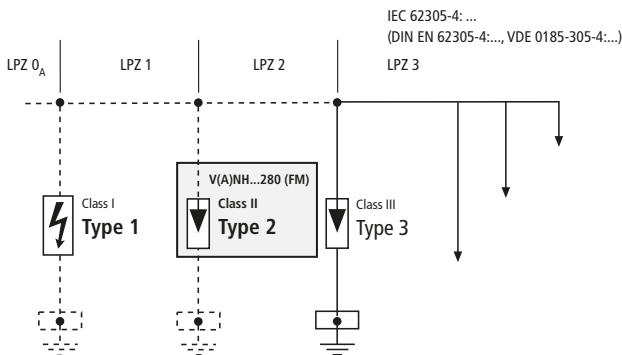 IEC 62305-4: ...
(DIN EN 62305-4:..., VDE 0185-305-4:...)
LPZ 0A LPZ 1 LPZ 2 LPZ 3
V(A)NH...280 (FM)
Class I Class II Class III
Type 1 Type 2 Type 3